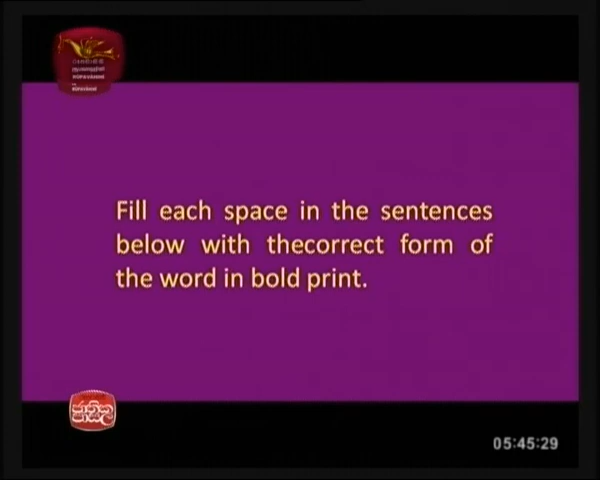 Fill each space in the sentences
below with thecorrect form of
the word in bold print.
ජාතික
පාසල
05:45:29